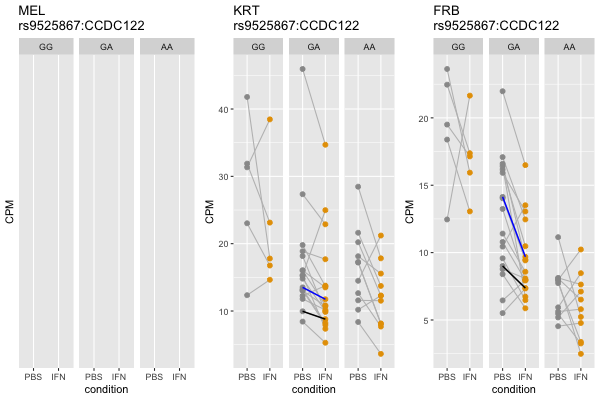 MEL
rs9525867:CCDC122
GG GA AA
CPM
PBS IFN PBS IFN PBS IFN
condition
KRT
rs9525867:CCDC122
GG GA AA
40
30
20
10
CPM
PBS IFN PBS IFN PBS IFN
condition
FRB
rs9525867:CCDC122
GG GA AA
20
15
10
5
CPM
PBS IFN PBS IFN PBS IFN
condition